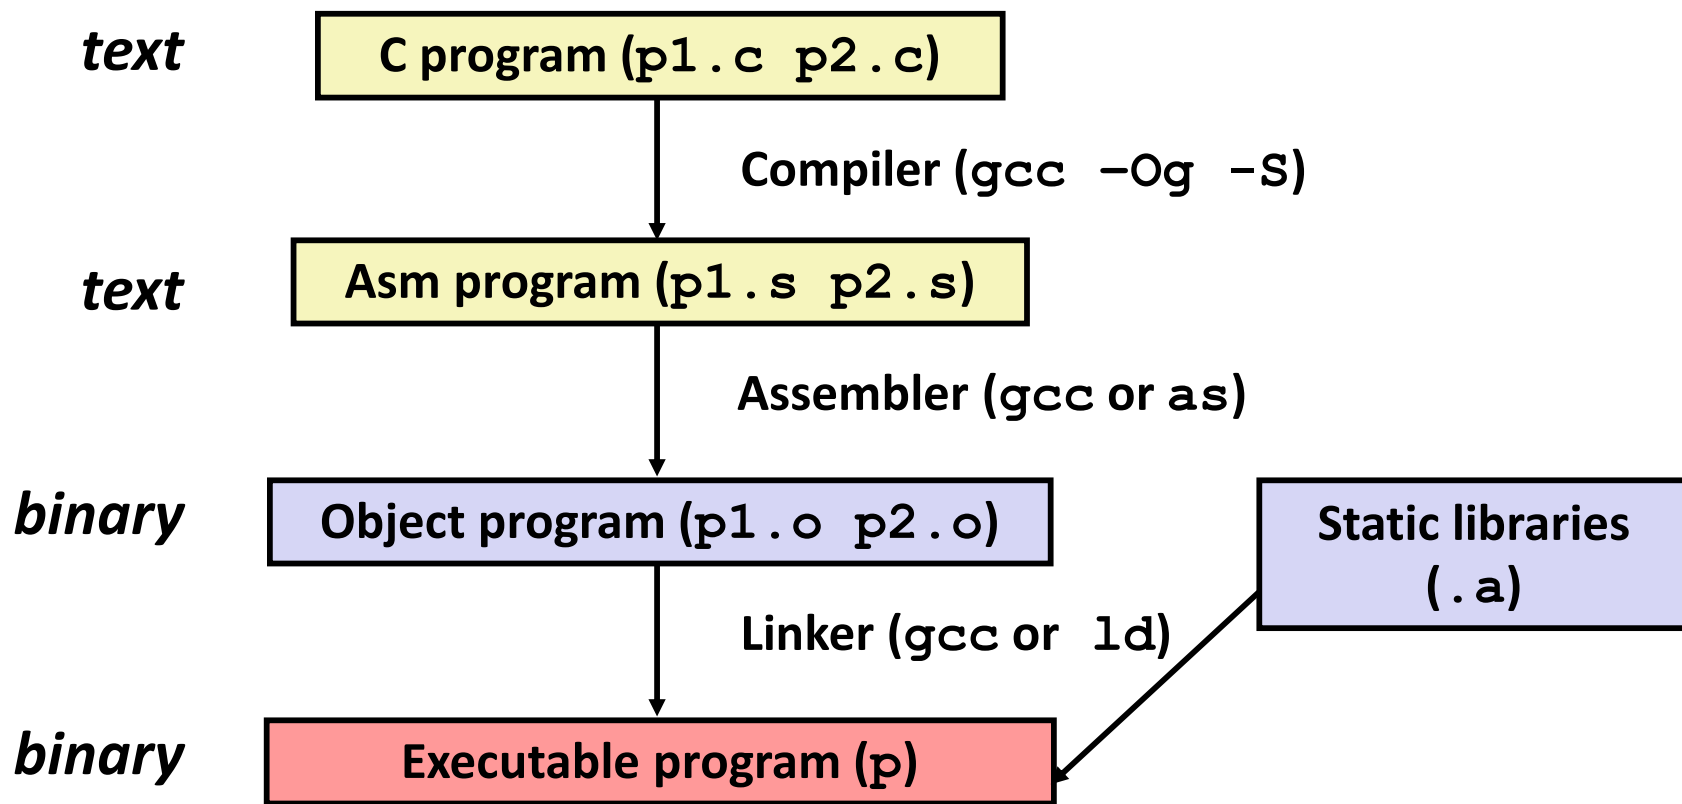 text
C program (p1.c p2.c)
Compiler (gcc –Og -S)
text
Asm program (p1.s p2.s)
Assembler (gcc or as)
binary
Object program (p1.o p2.o)
Static libraries
(.a)
Linker (gcc or ld)
binary
Executable program (p)